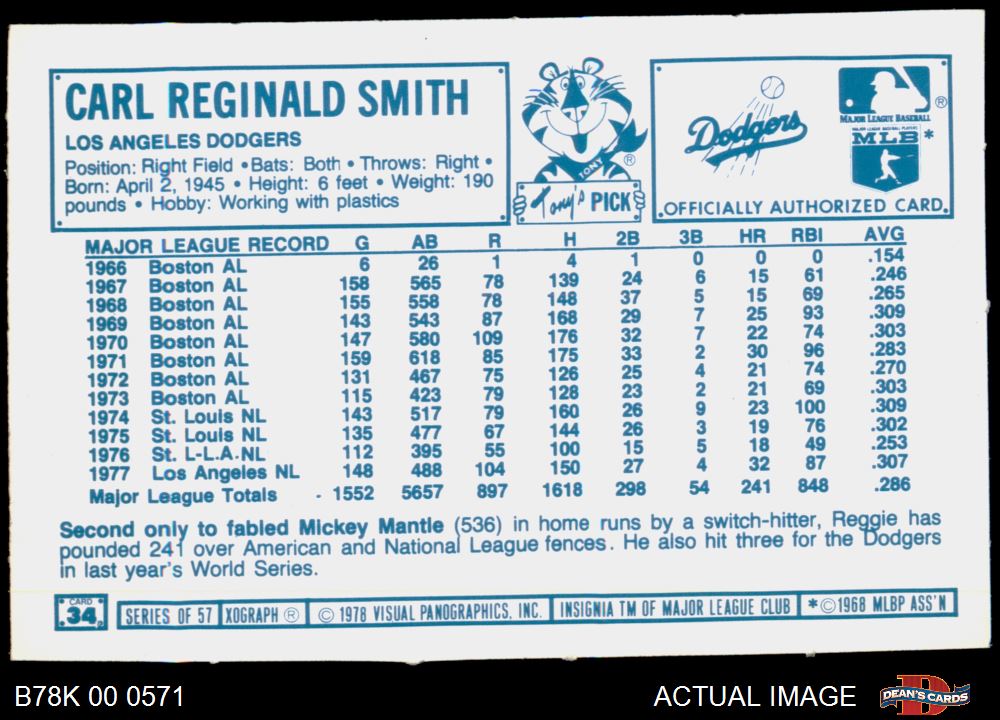 CARL REGINALD SMITH
LOS ANGELES DODGERS
Position: Right Field • Bats: Both • Throws: Right •
Born: April 2, 1945 • Height: 6 feet • Weight: 190
pounds • Hobby: Working with plastics
TONY
®
Tony's PICK
Dodgers
®
MAJOR LEAGUE BASEBALL
MAJOR LEAGUE BASEBALL PLAYERS
MLB *
OFFICIALLY AUTHORIZED CARD
MAJOR LEAGUE RECORD G AB R H 2B 3B HR RBI AVG
1966 Boston AL 6 26 1 4 1 0 0 0 .154
1967 Boston AL 158 565 78 139 24 6 15 61 .246
1968 Boston AL 155 558 78 148 37 5 15 69 .265
1969 Boston AL 143 543 87 168 29 7 25 93 .309
1970 Boston AL 147 580 109 176 32 7 22 74 .303
1971 Boston AL 159 618 85 175 33 2 30 96 .283
1972 Boston AL 131 467 75 126 25 4 21 74 .270
1973 Boston AL 115 423 79 128 23 2 21 69 .303
1974 St. Louis NL 143 517 79 160 26 9 23 100 .309
1975 St. Louis NL 135 477 67 144 26 3 19 76 .302
1976 St. L-L.A. NL 112 395 55 100 15 5 18 49 .253
1977 Los Angeles NL 148 488 104 150 27 4 32 87 .307
Major League Totals - 1552 5657 897 1618 298 54 241 848 .286
Second only to fabled Mickey Mantle (536) in home runs by a switch-hitter, Reggie has
pounded 241 over American and National League fences. He also hit three for the Dodgers
in last year's World Series.
CARD
34
SERIES OF 57 XOGRAPH ® © 1978 VISUAL PANOGRAPHICS, INC. INSIGNIA TM OF MAJOR LEAGUE CLUB *©1968 MLBP ASS'N
B78K 00 0571
ACTUAL IMAGE
D
DEAN'S CARDS